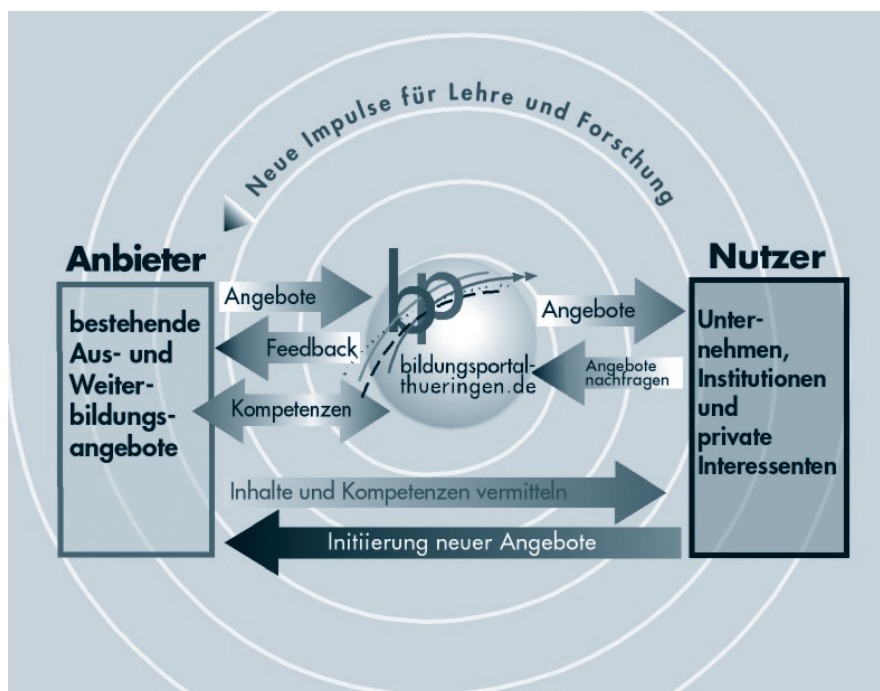 Neue Impulse für Lehre und Forschung
Anbieter
bestehende
Aus- und
Weiter-
bildungs-
angebote
Angebote
Feedback
Kompetenzen
bp
bildungsportal-
thueringen.de
Angebote
Angebote
nachfragen
Nutzer
Unter-
nehmen,
Institutionen
und
private
Interessenten
Inhalte und Kompetenzen vermitteln
Initiierung neuer Angebote